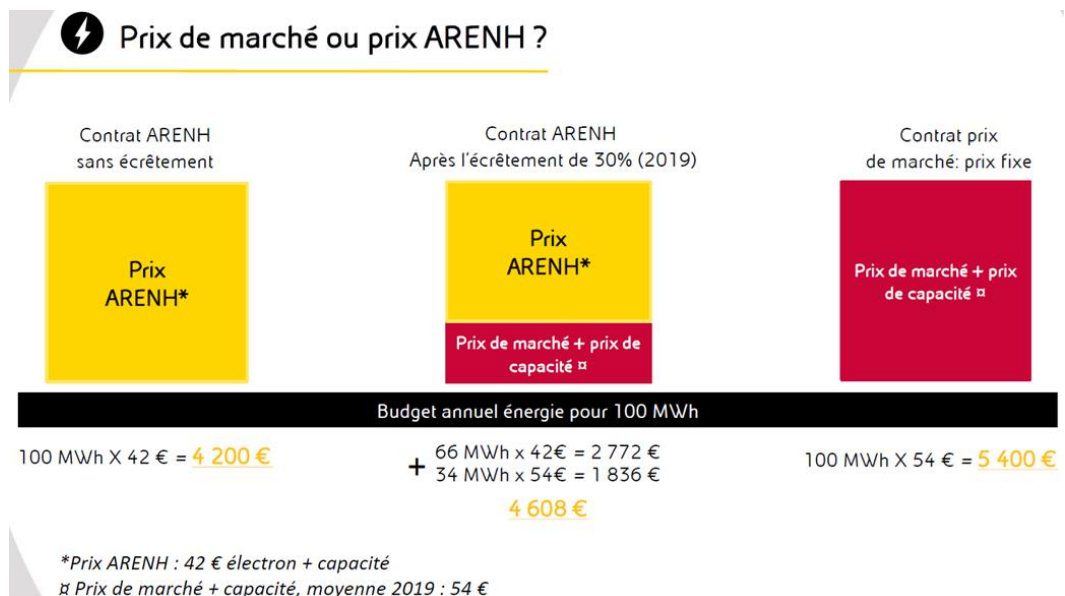 Prix de marché ou prix ARENH ?
Contrat ARENH
sans écrêtement
Prix
ARENH*
Contrat ARENH
Après l'écrêtement de 30% (2019)
Prix
ARENH*
Prix de marché + prix de
capacité ¤
Contrat prix
de marché: prix fixe
Prix de marché + prix
de capacité ¤
Budget annuel énergie pour 100 MWh
100 MWh X 42 € = 4 200 €
+ 66 MWh x 42€ = 2 772 €
34 MWh x 54€ = 1 836 €
4 608 €
100 MWh X 54 € = 5 400 €
*Prix ARENH : 42 € électron + capacité
¤ Prix de marché + capacité, moyenne 2019 : 54 €